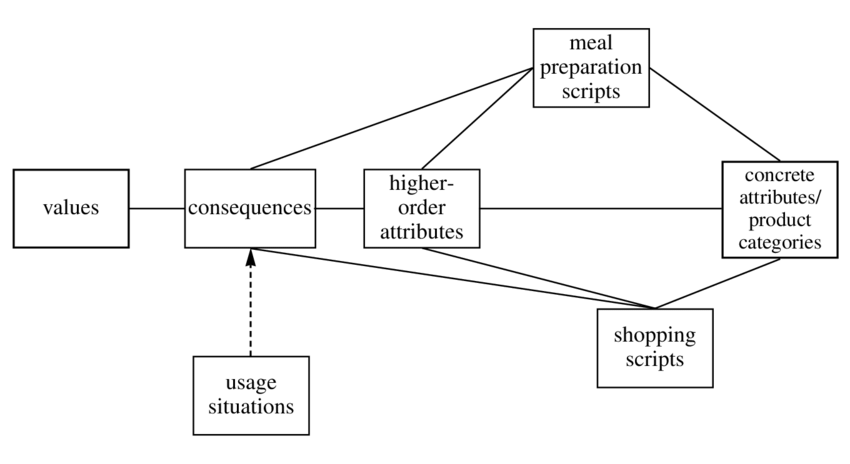 meal
preparation
scripts
values
consequences
higher-
order
attributes
concrete
attributes/
product
categories
shopping
scripts
usage
situations